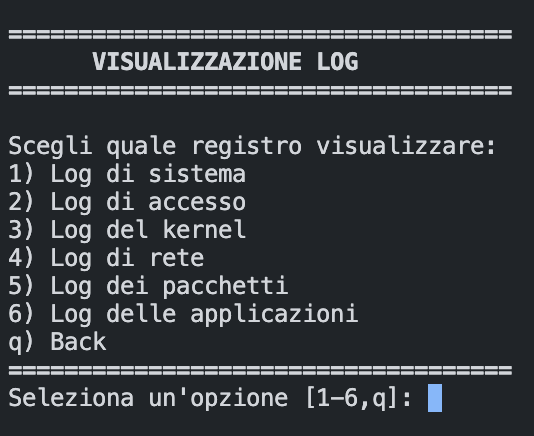 ====================================
VISUALIZZAZIONE LOG
====================================
Scegli quale registro visualizzare:
1) Log di sistema
2) Log di accesso
3) Log del kernel
4) Log di rete
5) Log dei pacchetti
6) Log delle applicazioni
q) Back
====================================
Seleziona un'opzione [1-6,q]: